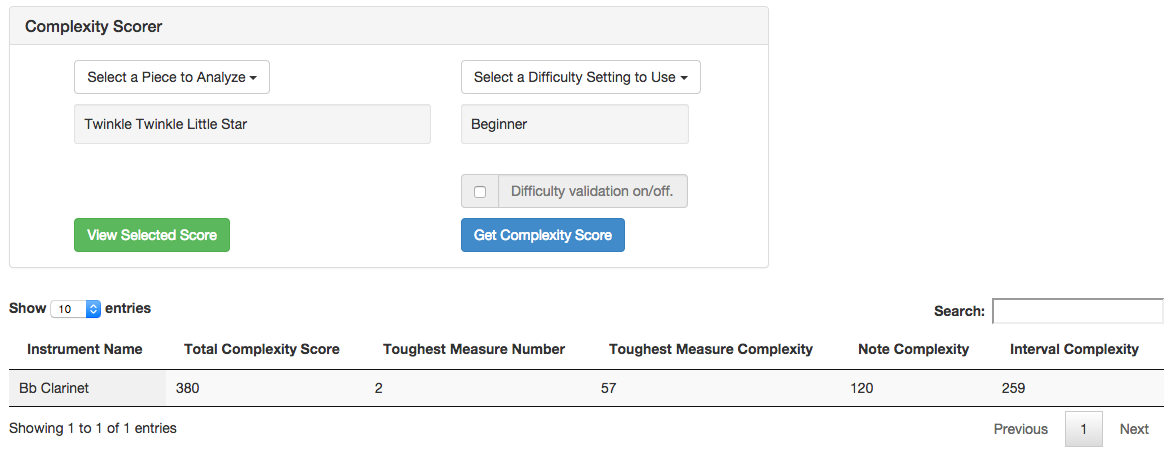 Complexity Scorer
Select a Piece to Analyze Select a Difficulty Setting to Use
Twinkle Twinkle Little Star Beginner
Difficulty validation on/off.
View Selected Score Get Complexity Score
Show 10 entries Search:
Instrument Name Total Complexity Score Toughest Measure Number Toughest Measure Complexity Note Complexity Interval Complexity
Bb Clarinet 380 2 57 120 259
Showing 1 to 1 of 1 entries Previous 1 Next